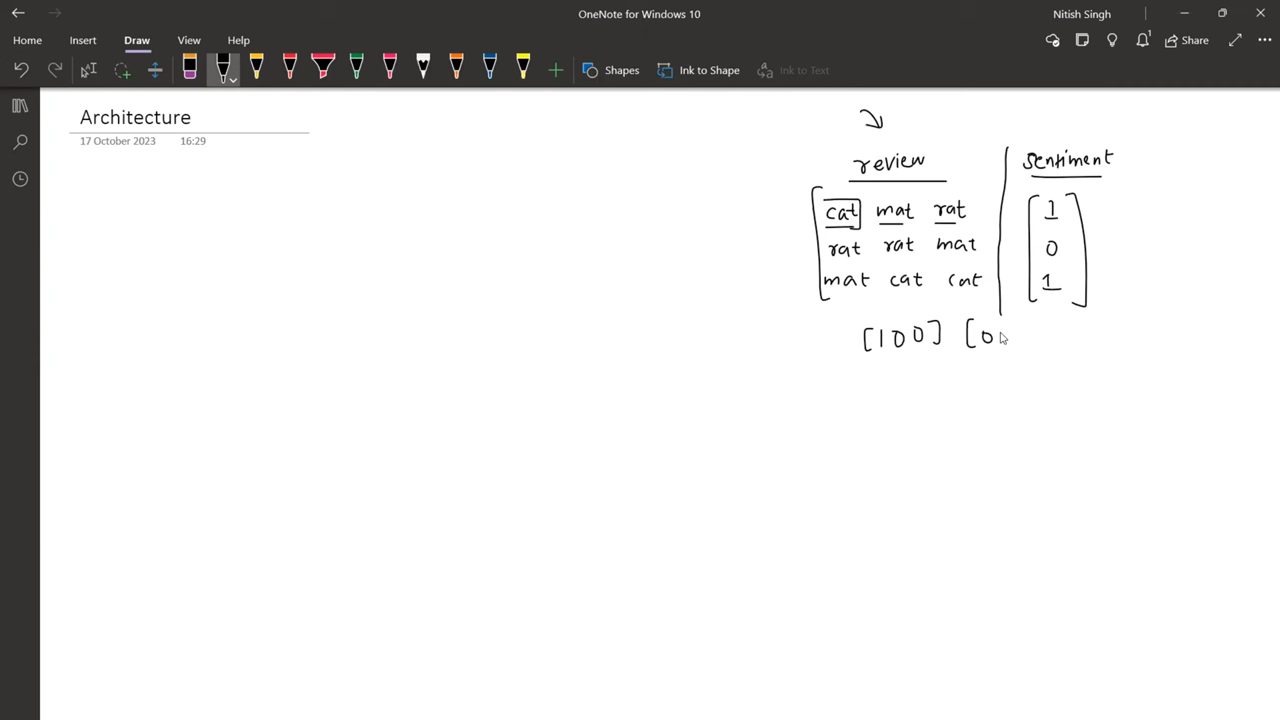 OneNote for Windows 10
Nitish Singh
Home Insert Draw View Help
1
Share
Shapes Ink to Shape Ink to Text
Architecture
17 October 2023 16:29
review sentiment
cat mat rat 1
rat rat mat 0
mat cat cat 1
[1 0 0] [0